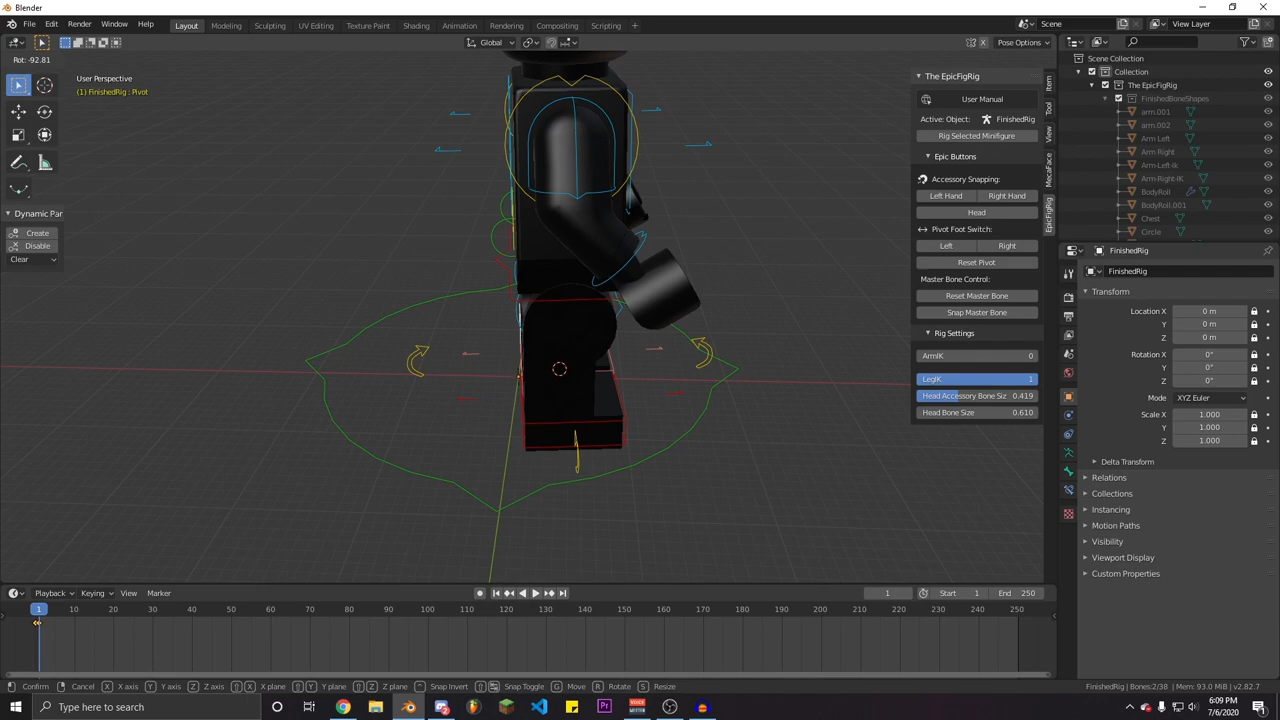 Blender
File Edit Render Window Help
Layout Modeling Sculpting UV Editing Texture Paint Shading Animation Rendering Compositing Scripting +
Scene View Layer
Global Pose Options
Rot: -92.81
User Perspective
(1) FinishedRig : Pivot
Dynamic Par
Create
Disable
Clear
The EpicFigRig
User Manual
Active: Object: FinishedRig
Rig Selected Minifigure
Epic Buttons
Accessory Snapping:
Left Hand Right Hand
Head
Pivot Foot Switch:
Left Right
Reset Pivot
Master Bone Control:
Reset Master Bone
Snap Master Bone
Rig Settings
ArmIK 0
LegIK 1
Head Accessory Bone Siz 0.419
Head Bone Size 0.610
Item
Tool
View
MecaFace
EpicFigRig
Scene Collection
Collection
The EpicFigRig
FinishedBoneShapes
arm.001
arm.002
Arm Left
Arm Right
Arm-Left-Ik
Arm-Right-IK
BodyRoll
BodyRoll.001
Chest
Circle
FinishedRig
FinishedRig
Transform
Location X 0 m
Y 0 m
Z 0 m
Rotation X 0°
Y 0°
Z 0°
Mode XYZ Euler
Scale X 1.000
Y 1.000
Z 1.000
Delta Transform
Relations
Collections
Instancing
Motion Paths
Visibility
Viewport Display
Custom Properties
Playback Keying View Marker 1 Start 1 End 250
1 10 20 30 40 50 60 70 80 90 100 110 120 130 140 150 160 170 180 190 200 210 220 230 240 250
Confirm Cancel X X axis Y Y axis Z Z axis X X plane Y Y plane Z Z plane Snap Invert Snap Toggle G Move R Rotate S Resize FinishedRig | Bones:2/38 | Mem: 93.0 MiB | v2.82.7
Type here to search
6:09 PM
7/6/2020